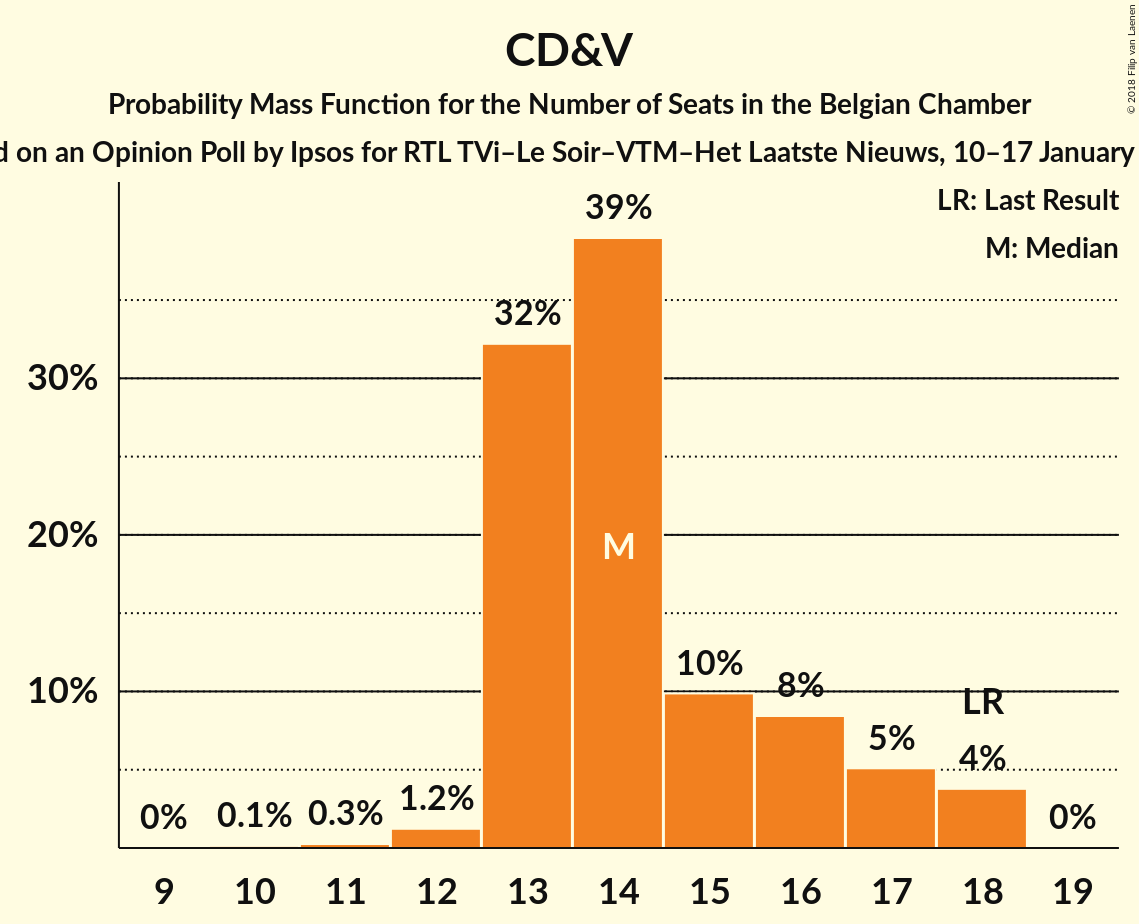 CD&V
Probability Mass Function for the Number of Seats in the Belgian Chamber
on an Opinion Poll by Ipsos for RTL TVi–Le Soir–VTM–Het Laatste Nieuws, 10–17 January
© 2018 Filip van Laenen
LR: Last Result
M: Median
39%
32%
30%
20%
M
10%
10%
8%
LR
5%
4%
1.2%
0.3%
0.1%
0%
0%
9 10 11 12 13 14 15 16 17 18 19